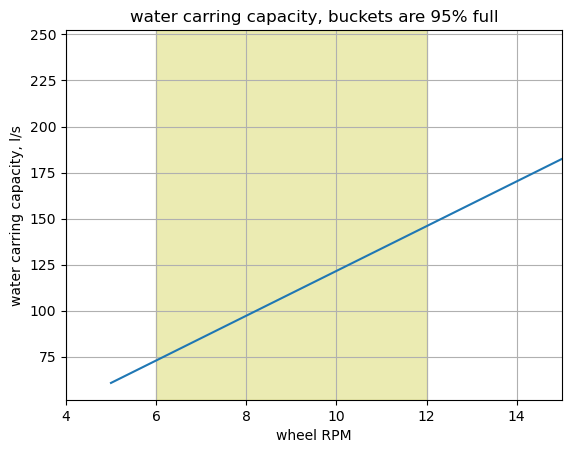 water carring capacity, buckets are 95% full
250
225
200
175
150
125
100
75
water carring capacity, l/s
4 6 8 10 12 14
wheel RPM